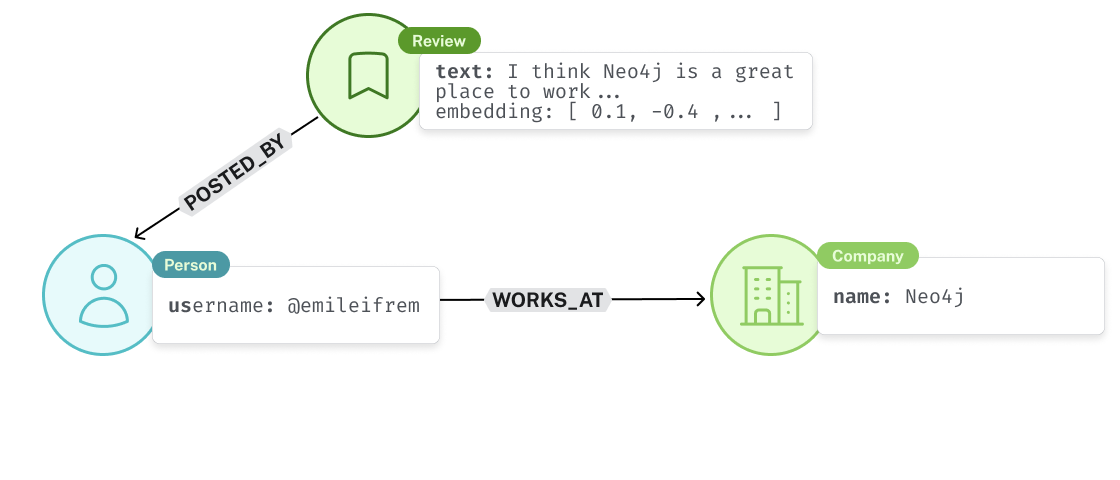 Review
text: I think Neo4j is a great
place to work...
embedding: [ 0.1, -0.4 ,... ]
POSTED_BY
Person
username: @emileifrem
WORKS_AT
Company
name: Neo4j